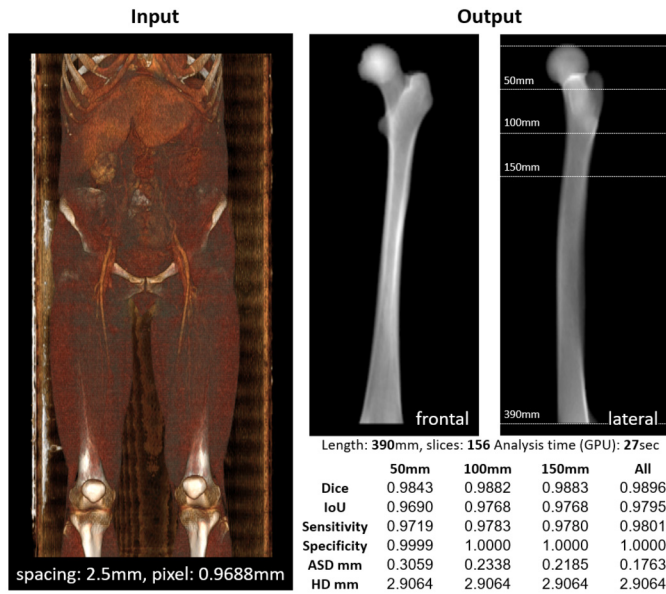 Input
Output
spacing: 2.5mm, pixel: 0.9688mm
frontal
50mm
100mm
150mm
390mm
lateral
Length: 390mm, slices: 156 Analysis time (GPU): 27sec
50mm 100mm 150mm All
Dice 0.9843 0.9882 0.9883 0.9896
IoU 0.9690 0.9768 0.9768 0.9795
Sensitivity 0.9719 0.9783 0.9780 0.9801
Specificity 0.9999 1.0000 1.0000 1.0000
ASD mm 0.3059 0.2338 0.2185 0.1763
HD mm 2.9064 2.9064 2.9064 2.9064